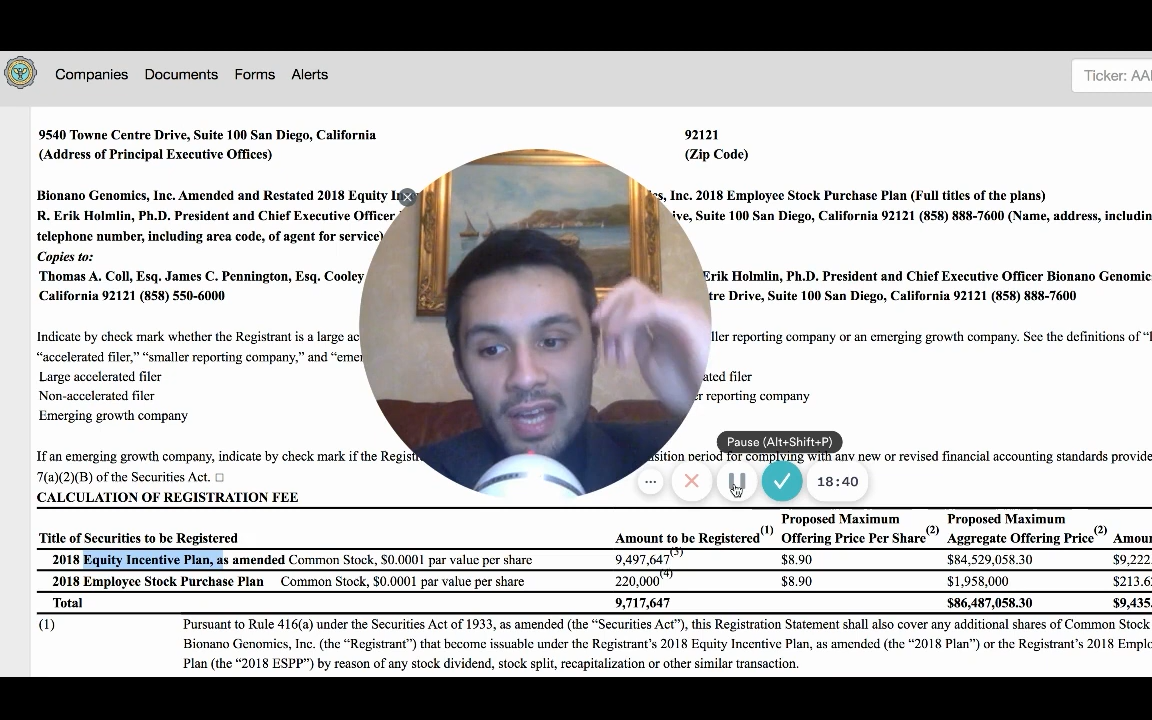 Companies Documents Forms Alerts Ticker:
9540 Towne Centre Drive, Suite 100 San Diego, California 92121
(Address of Principal Executive Offices) (Zip Code)
Bionano Genomics, Inc. Amended and Restated 2018 Equity Inc. 2018 Employee Stock Purchase Plan (Full titles of the plans)
R. Erik Holmlin, Ph.D. President and Chief Executive Officer Suite 100 San Diego, California 92121 (858) 888-7600 (Name, address, including
telephone number, including area code, of agent for service)
Copies to:
Thomas A. Coll, Esq. James C. Pennington, Esq. Cooley Erik Holmlin, Ph.D. President and Chief Executive Officer Bionano
California 92121 (858) 550-6000 Drive, Suite 100 San Diego, California 92121 (858) 888-7600
Indicate by check mark whether the Registrant is a large reporting company or an emerging growth company. See the definitions of
“accelerated filer,” “smaller reporting company,” and
Large accelerated filer filer
Non-accelerated filer reporting company
Emerging growth company
Pause (Alt+Shift+P)
If an emerging growth company, indicate by check mark if the period for complying with any new or revised financial accounting standards
7(a)(2)(B) of the Securities Act. □
18:40
CALCULATION OF REGISTRATION FEE
Title of Securities to be Registered Amount to be Registered(1) Proposed Maximum Offering Price Per Share(2) Proposed Maximum Aggregate Offering Price(2)
2018 Equity Incentive Plan, as amended Common Stock, $0.0001 par value per share 9,497,647(3) $8.90 $84,529,058.30 $9,222.
2018 Employee Stock Purchase Plan Common Stock, $0.0001 par value per share 220,000(4) $8.90 $1,958,000 $213.6
Total 9,717,647 $86,487,058.30 $9,435.
(1) Pursuant to Rule 416(a) under the Securities Act of 1933, as amended (the “Securities Act”), this Registration Statement shall also cover any additional shares of Common Stock
Bionano Genomics, Inc. (the “Registrant”) that become issuable under the Registrant’s 2018 Equity Incentive Plan, as amended (the “2018 Plan”) or the Registrant’s 2018
Plan (the “2018 ESPP”) by reason of any stock dividend, stock split, recapitalization or other similar transaction.